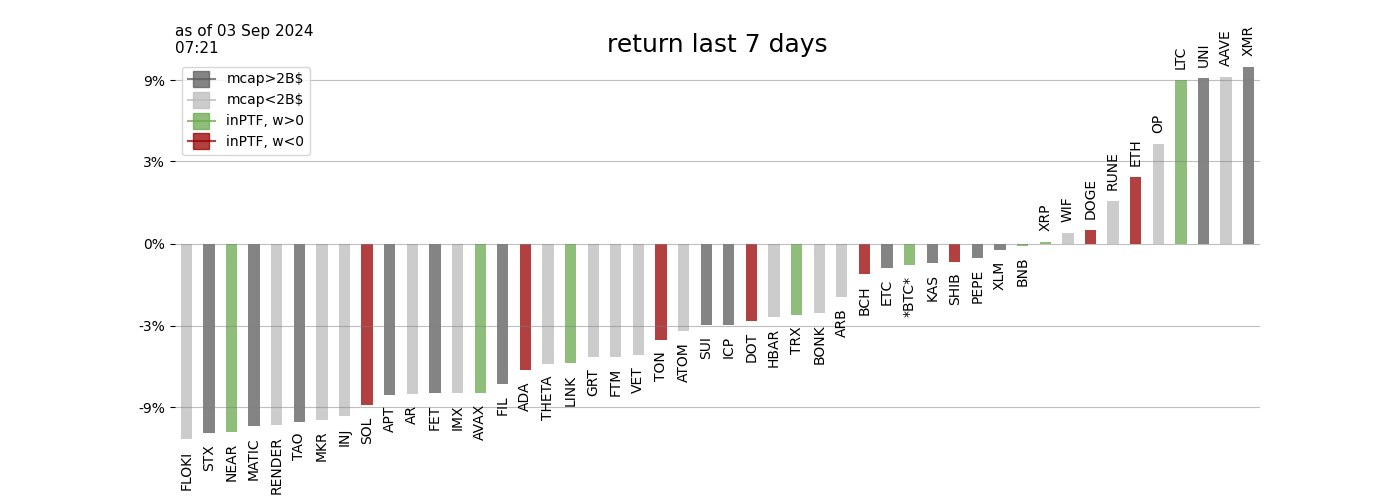 as of 03 Sep 2024
07:21
return last 7 days
mcap>2B$
mcap<2B$
inPTF, w>0
inPTF, w<0
9%
3%
0%
-3%
-9%
FLOKI
STX
NEAR
MATIC
RENDER
TAO
MKR
INJ
SOL
APT
AR
FET
IMX
AVAX
FIL
ADA
THETA
LINK
GRT
FTM
VET
TON
ATOM
SUI
ICP
DOT
HBAR
TRX
BONK
ARB
BCH
ETC
*BTC*
KAS
SHIB
PEPE
XLM
BNB
XRP
WIF
DOGE
RUNE
ETH
OP
LTC
UNI
AAVE
XMR